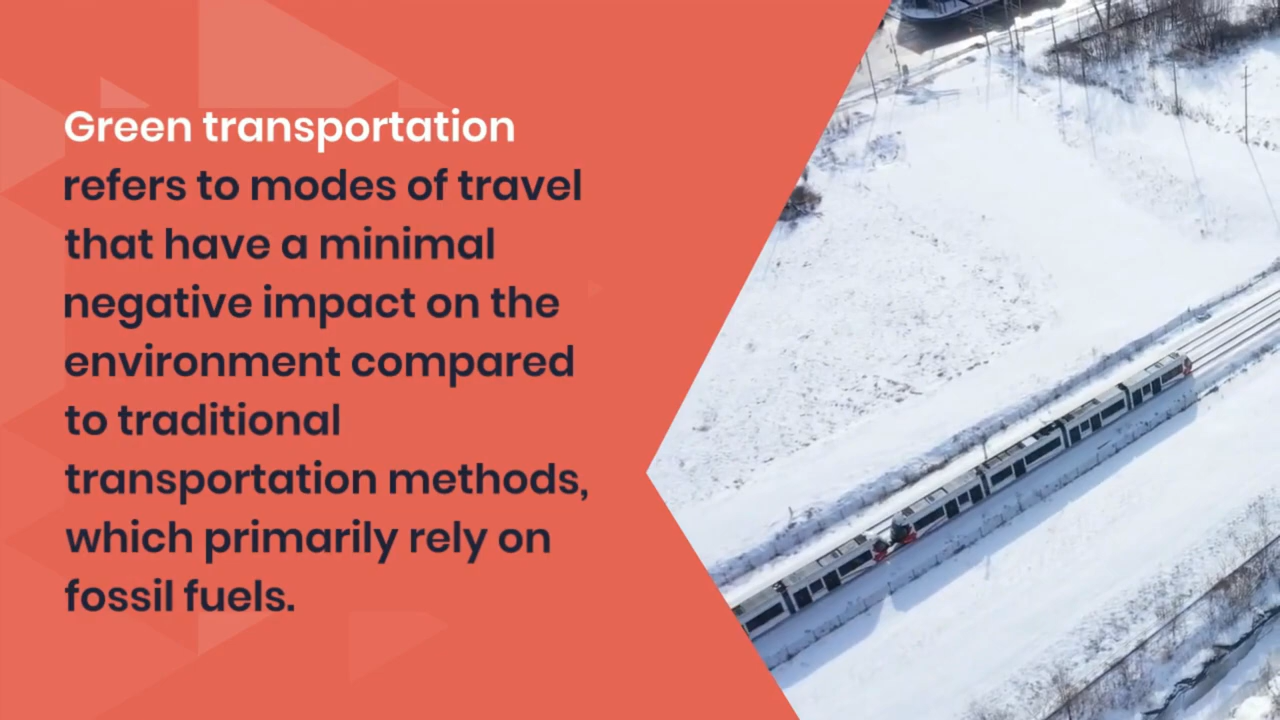 Green transportation
refers to modes of travel
that have a minimal
negative impact on the
environment compared
to traditional
transportation methods,
which primarily rely on
fossil fuels.